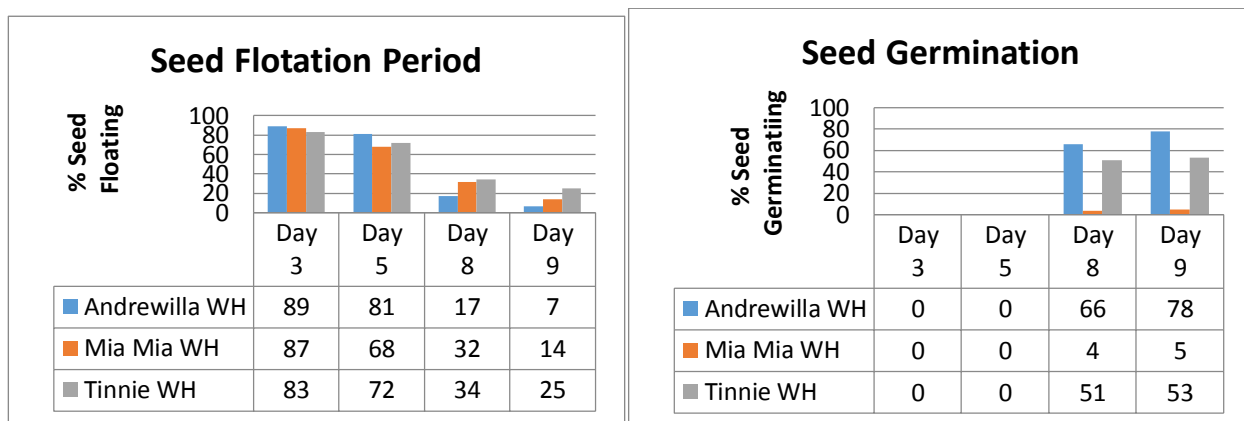 Seed Flotation Period
% Seed
Floating
100
80
60
40
20
0
Day Day Day Day
3 5 8 9
Andrewilla WH 89 81 17 7
Mia Mia WH 87 68 32 14
Tinnie WH 83 72 34 25
Seed Germination
% Seed
Germinatiing
100
80
60
40
20
0
Day Day Day Day
3 5 8 9
Andrewilla WH 0 0 66 78
Mia Mia WH 0 0 4 5
Tinnie WH 0 0 51 53